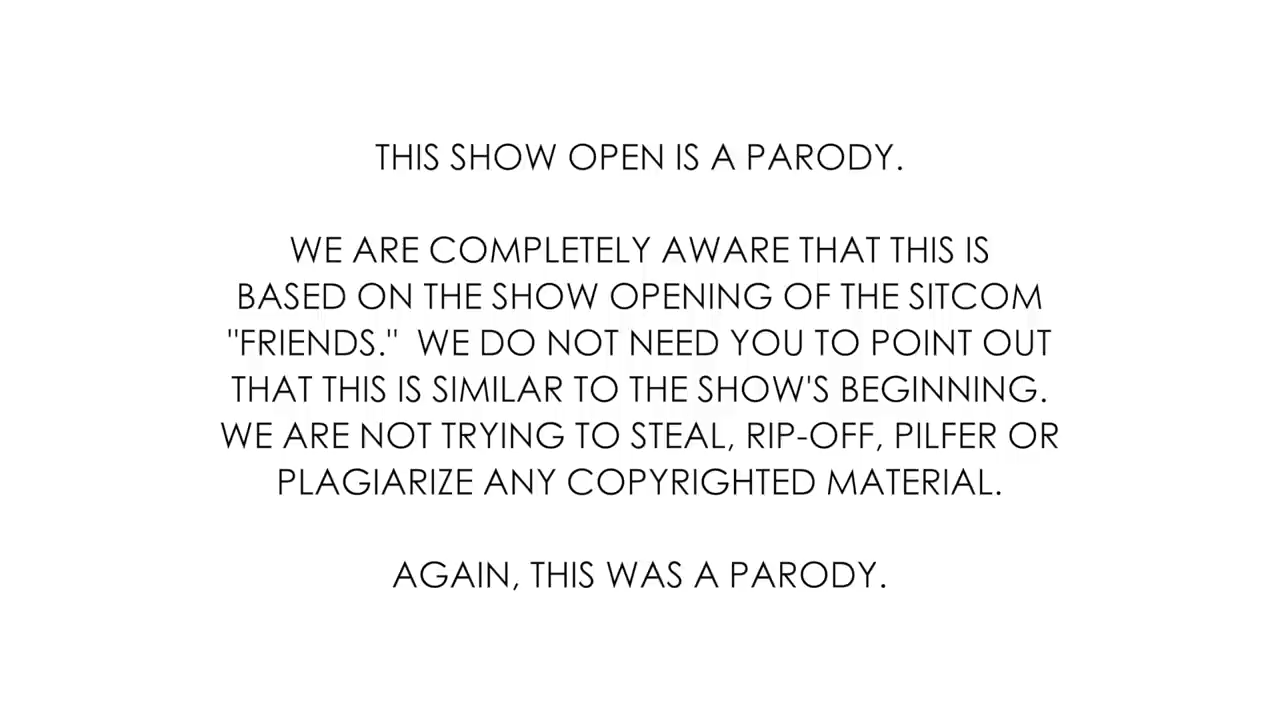 THIS SHOW OPEN IS A PARODY.
WE ARE COMPLETELY AWARE THAT THIS IS
BASED ON THE SHOW OPENING OF THE SITCOM
"FRIENDS."  WE DO NOT NEED YOU TO POINT OUT
THAT THIS IS SIMILAR TO THE SHOW'S BEGINNING.
WE ARE NOT TRYING TO STEAL, RIP-OFF, PILFER OR
PLAGIARIZE ANY COPYRIGHTED MATERIAL.
AGAIN, THIS WAS A PARODY.